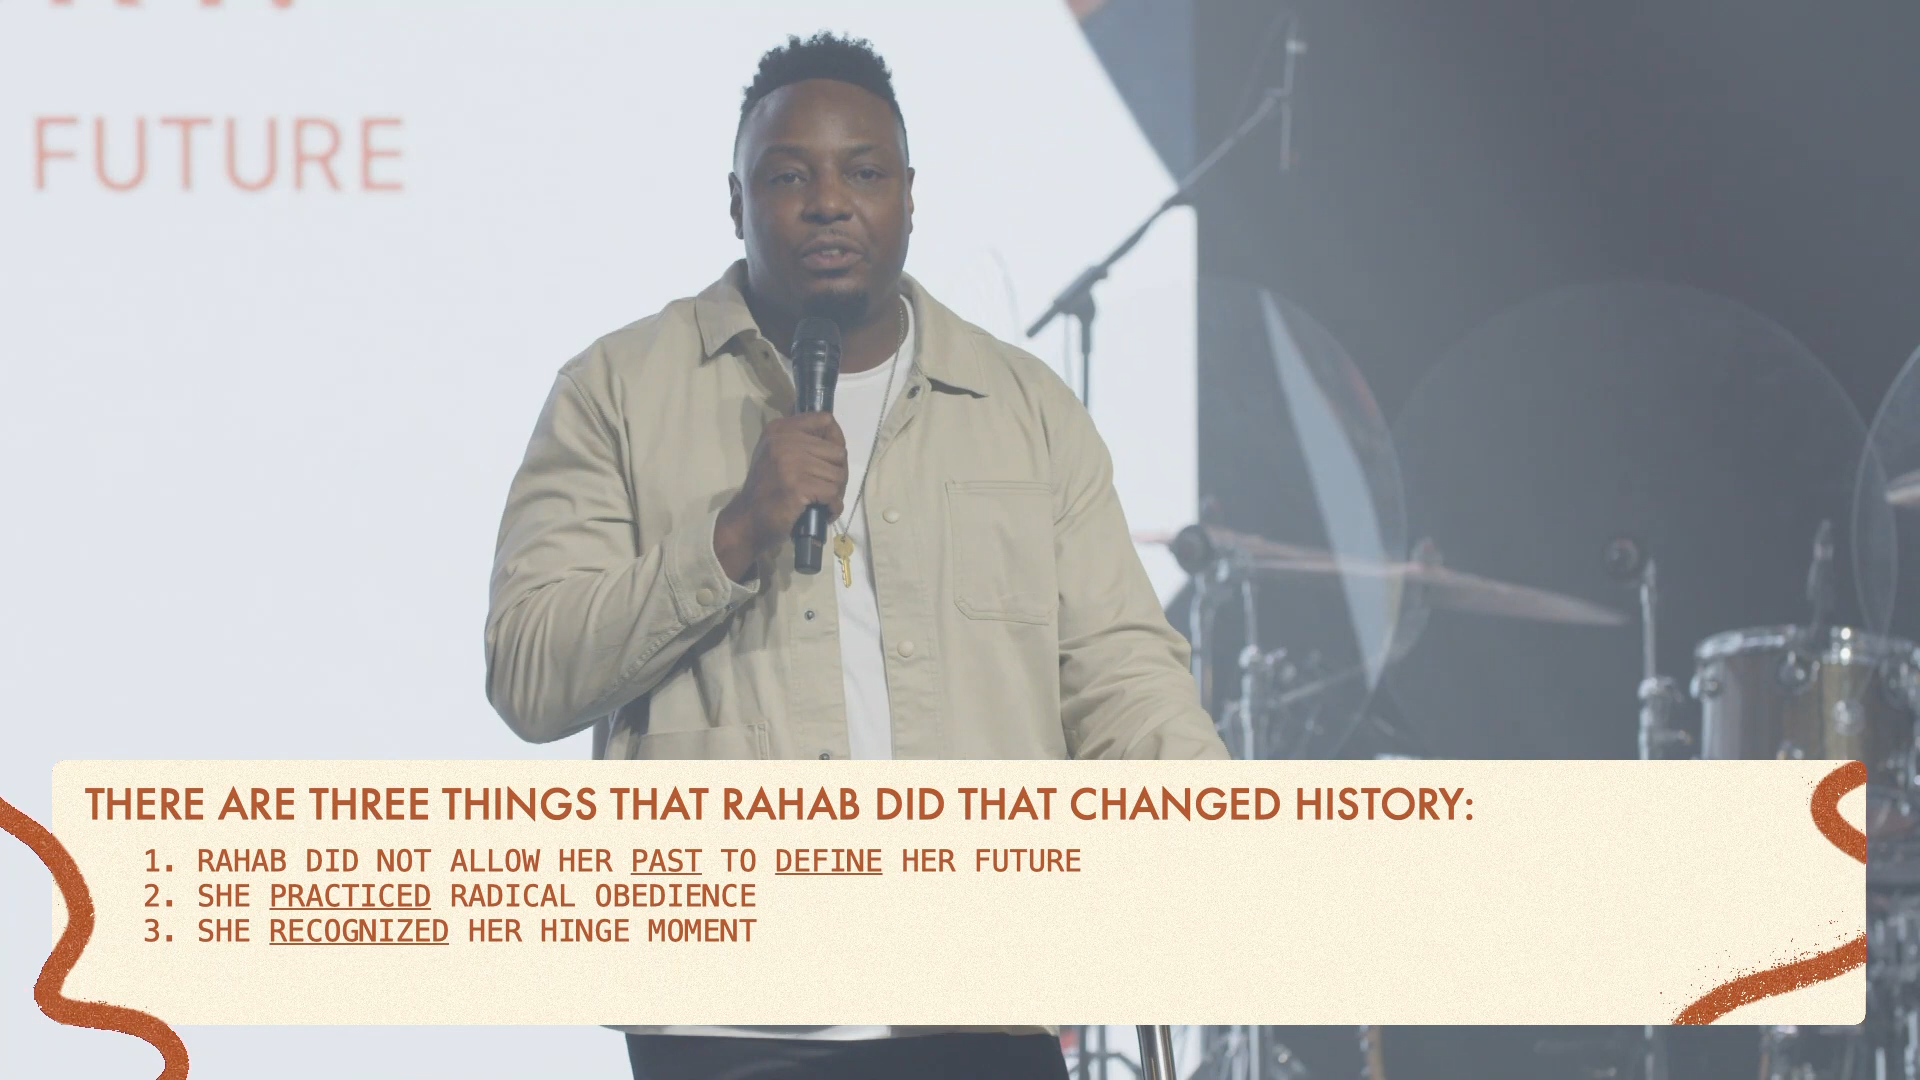 FUTURE
THERE ARE THREE THINGS THAT RAHAB DID THAT CHANGED HISTORY:
1. RAHAB DID NOT ALLOW HER PAST TO DEFINE HER FUTURE
2. SHE PRACTICED RADICAL OBEDIENCE
3. SHE RECOGNIZED HER HINGE MOMENT